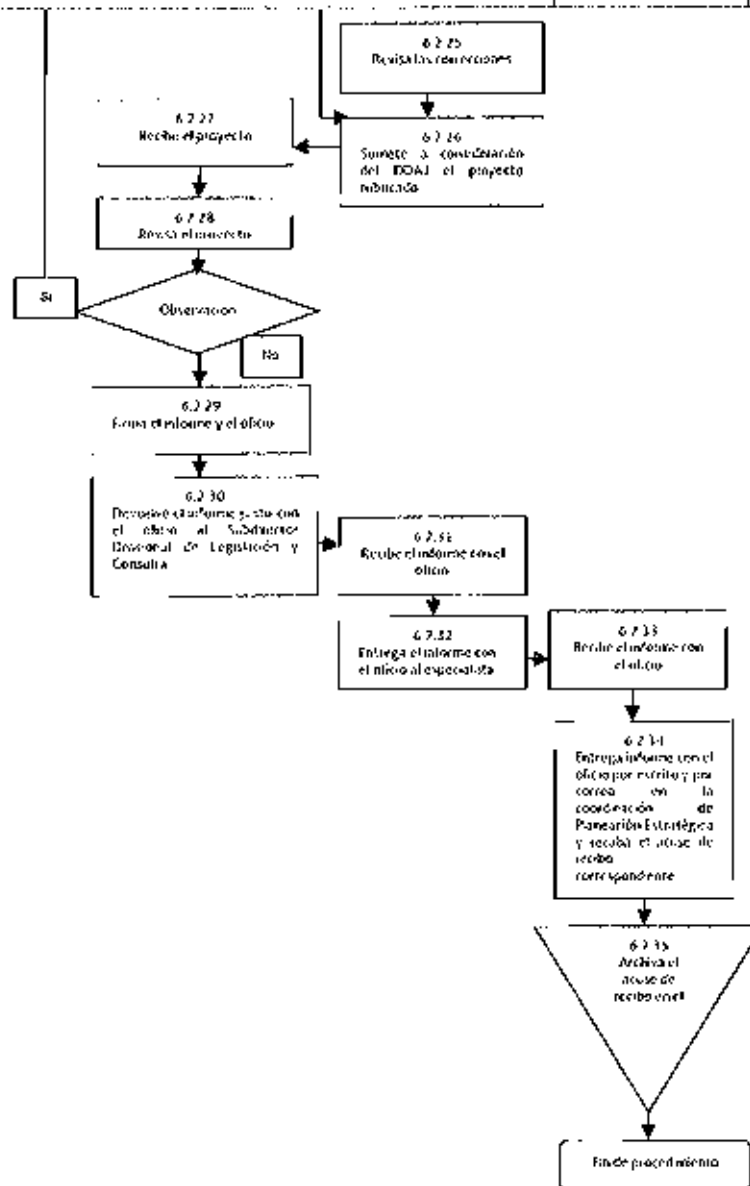 6.2.25
Revisa las correcciones
6.2.26
Somete a consideración
del el proyecto
rubricado
6.2.27
Recibe el proyecto
6.2.28
Revisa el proyecto
Observación
Si
No
6.2.29
Firma el informe y el oficio
6.2.30
Devuelve el informe junto con
el oficio al Subdirector
Divisional de Legislación y
Consulta
6.2.31
Recibe el informe con el
oficio
6.2.32
Entrega el informe con
el oficio al especialista
6.2.33
Recibe el informe con
el oficio
6.2.34
Entrega informe con el
oficio por escrito y por
correo en la
coordinación de
Planeación Estratégica
y recaba el acuse de
recibo
correspondiente
6.2.35
Archiva el
acuse de
recibo en el
Fin de procedimiento